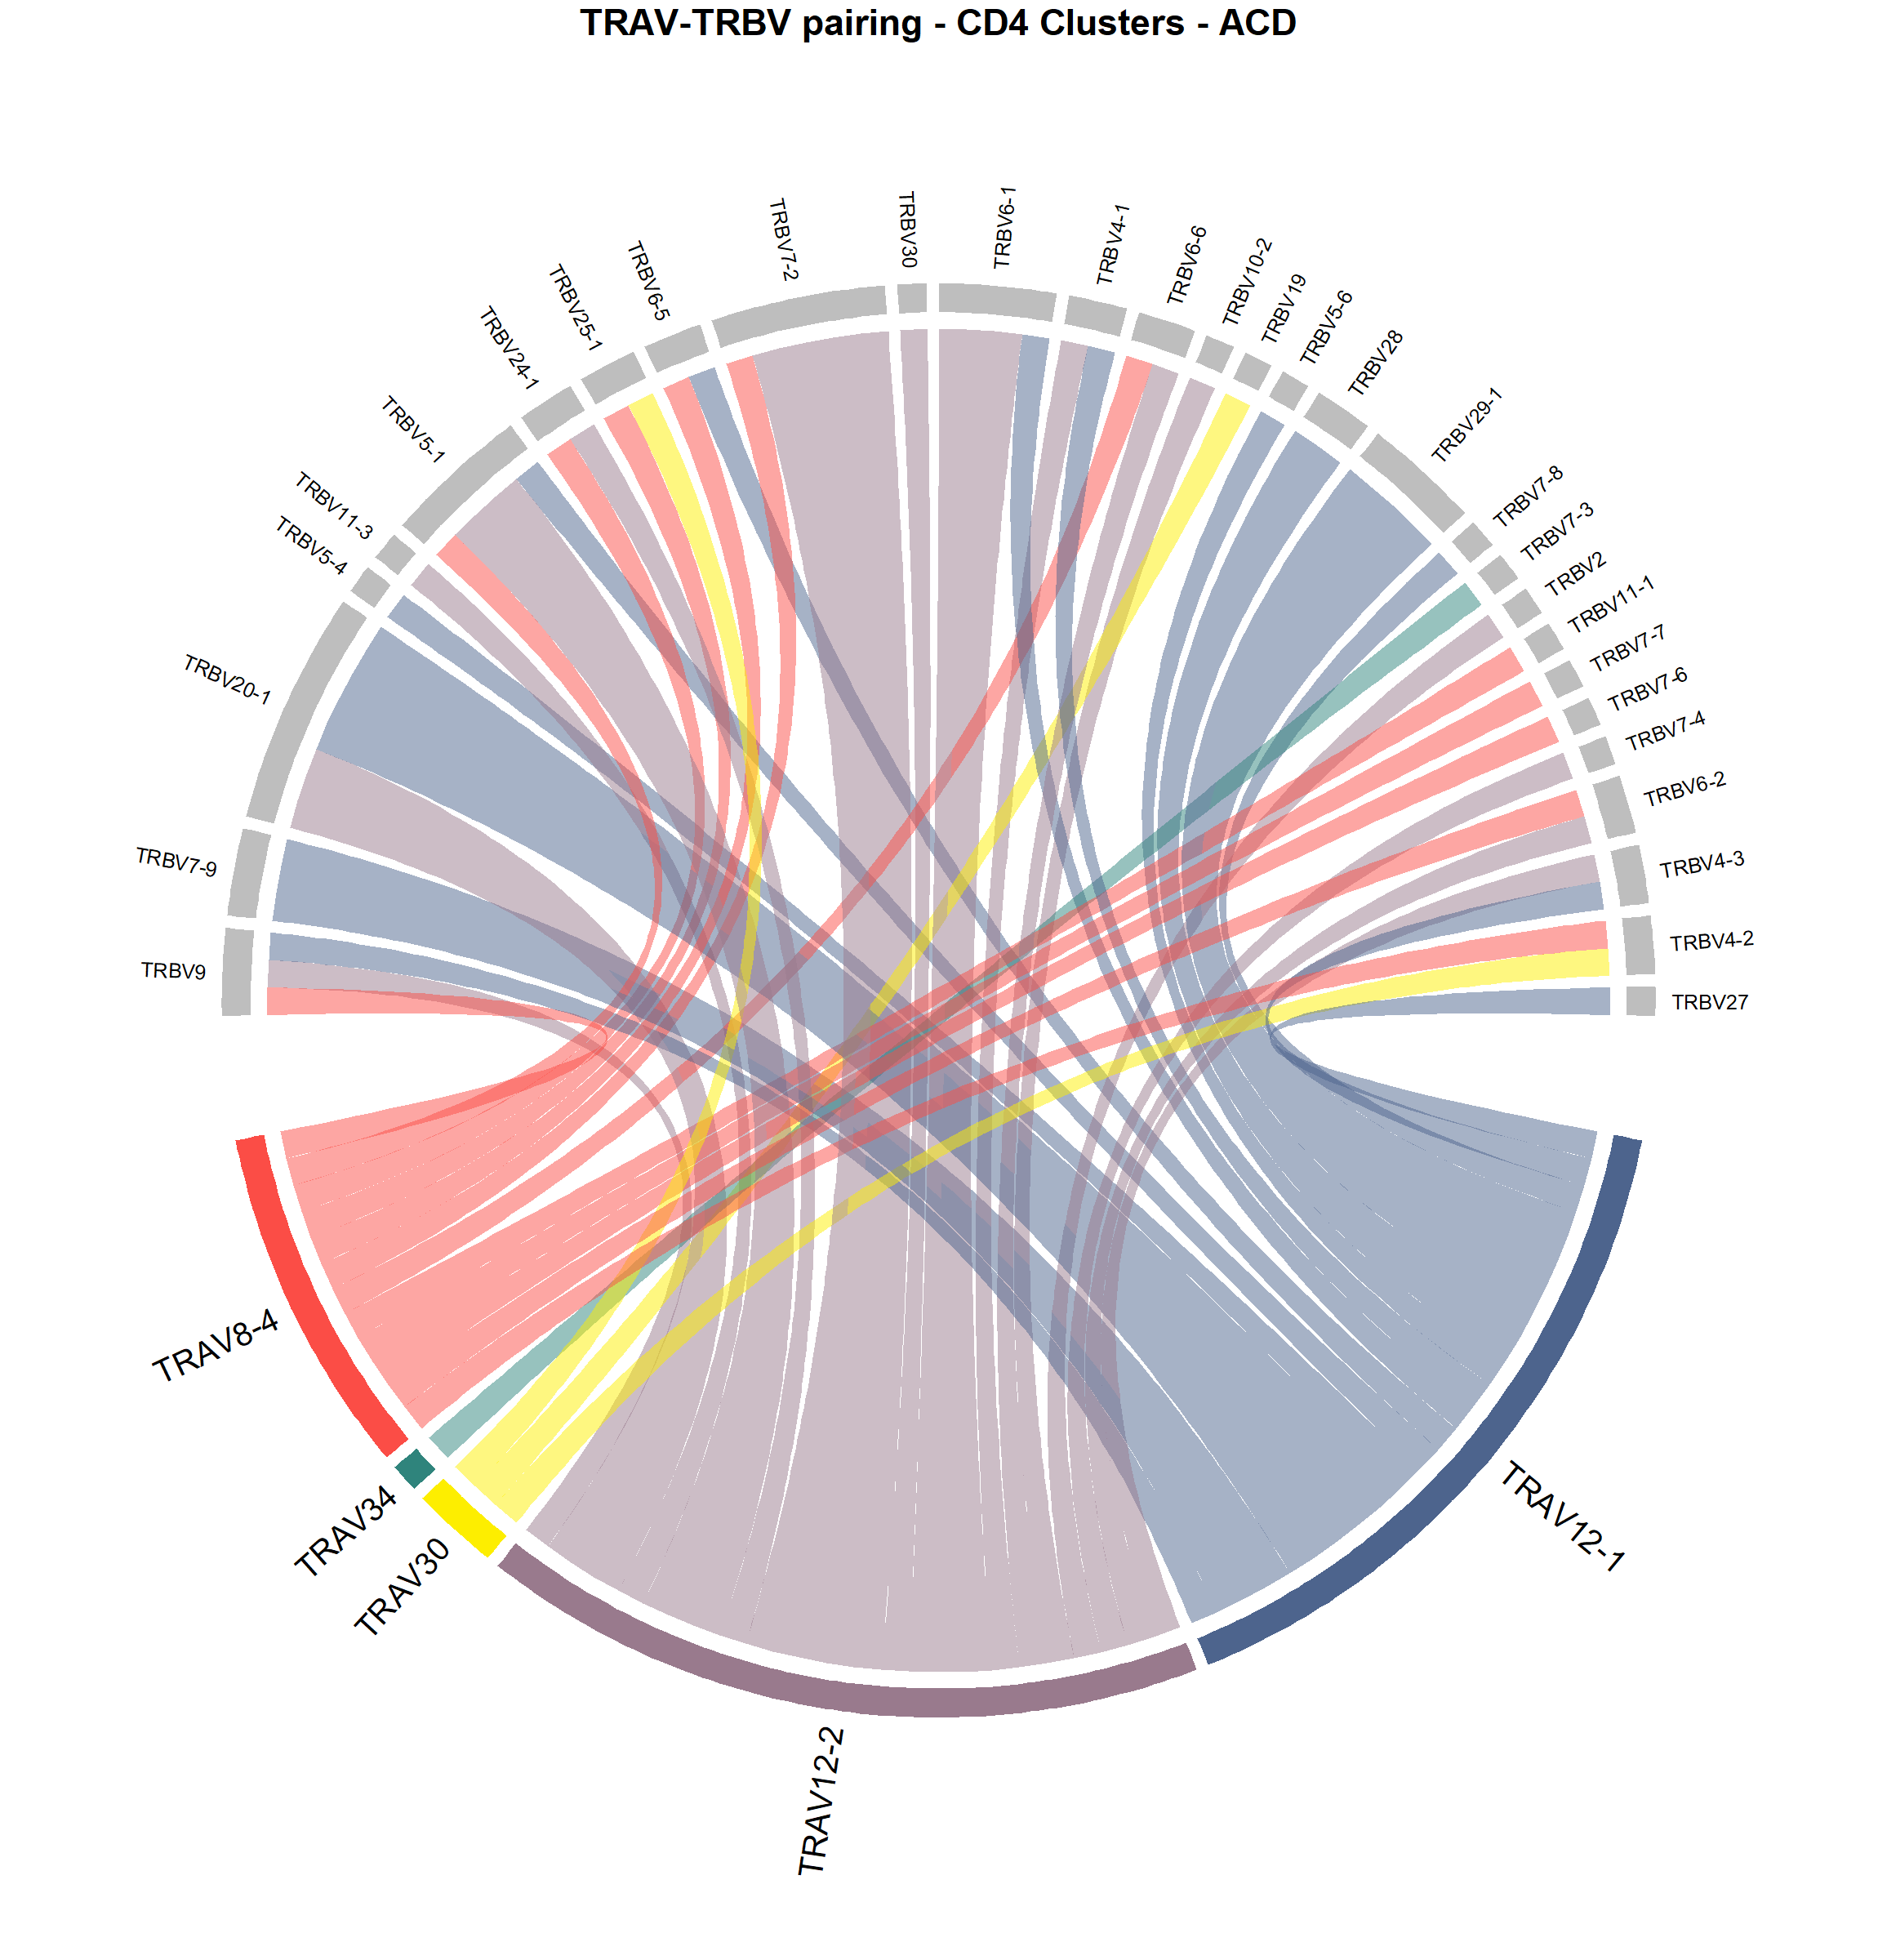 TRAV-TRBV pairing - CD4 Clusters - ACD
TRBV9
TRBV7-9
TRBV20-1
TRBV5-4
TRBV11-3
TRBV5-1
TRBV24-1
TRBV25-1
TRBV6-5
TRBV7-2
TRBV30
TRBV6-1
TRBV4-1
TRBV6-6
TRBV10-2
TRBV19
TRBV5-6
TRBV28
TRBV29-1
TRBV7-8
TRBV7-3
TRBV2
TRBV11-1
TRBV7-7
TRBV7-6
TRBV7-4
TRBV6-2
TRBV4-3
TRBV4-2
TRBV27
TRAV12-1
TRAV12-2
TRAV30
TRAV34
TRAV8-4